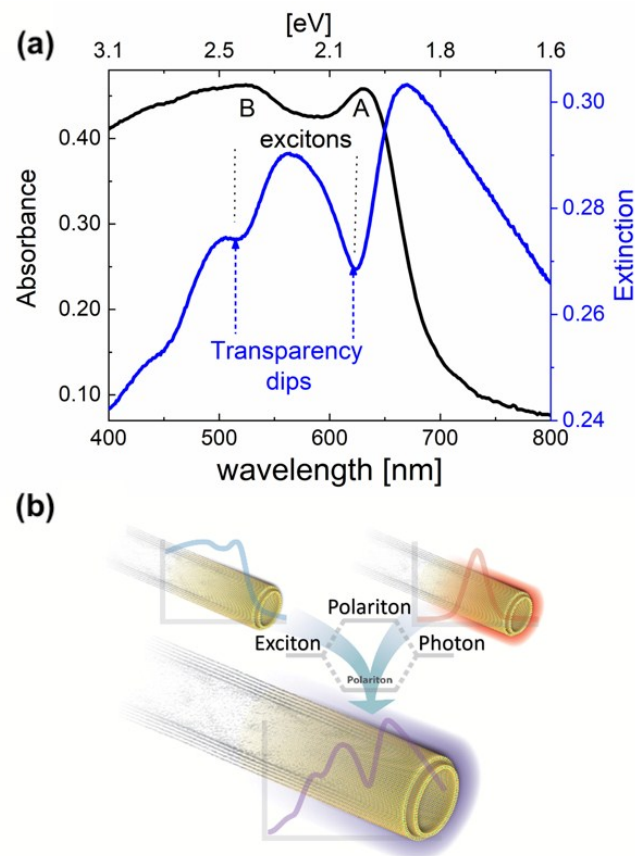 (a)
[eV]
3.1 2.5 2.1 1.8 1.6
0.40
0.30
0.20
0.10
Absorbance
B
A
excitons
Transparency
dips
0.30
0.28
0.26
0.24
Extinction
400 500 600 700 800
wavelength [nm]
(b)
Polariton
Exciton
Photon
Polariton